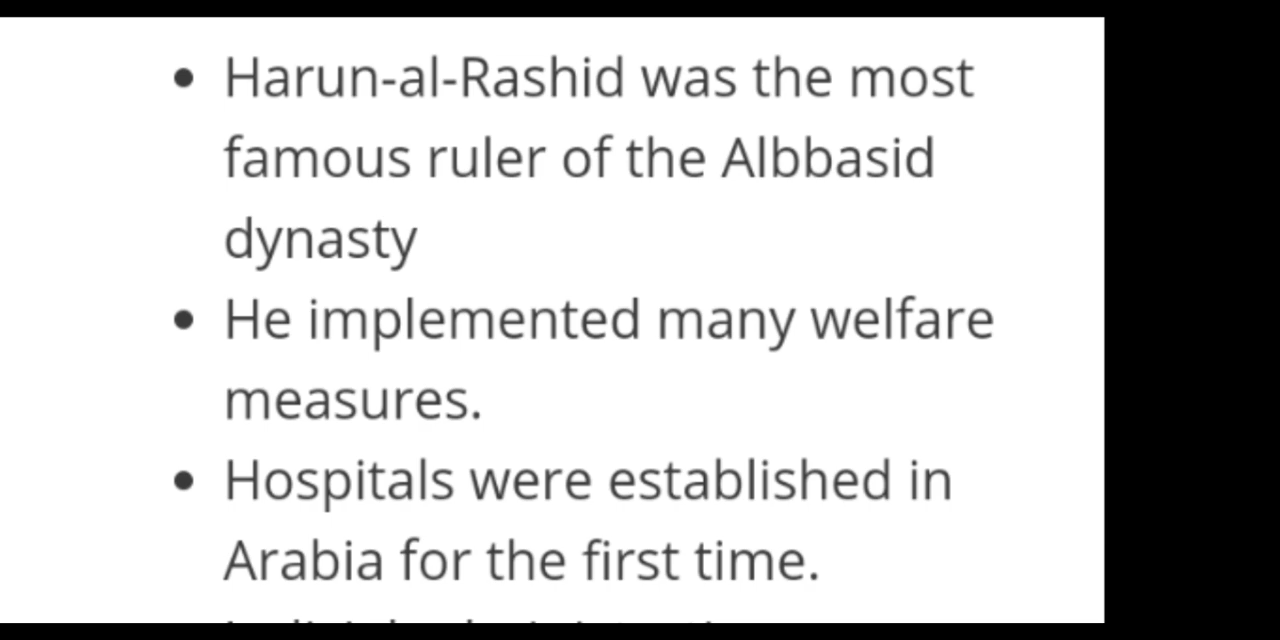 • Harun-al-Rashid was the most
famous ruler of the Albbasid
dynasty
• He implemented many welfare
measures.
• Hospitals were established in
Arabia for the first time.